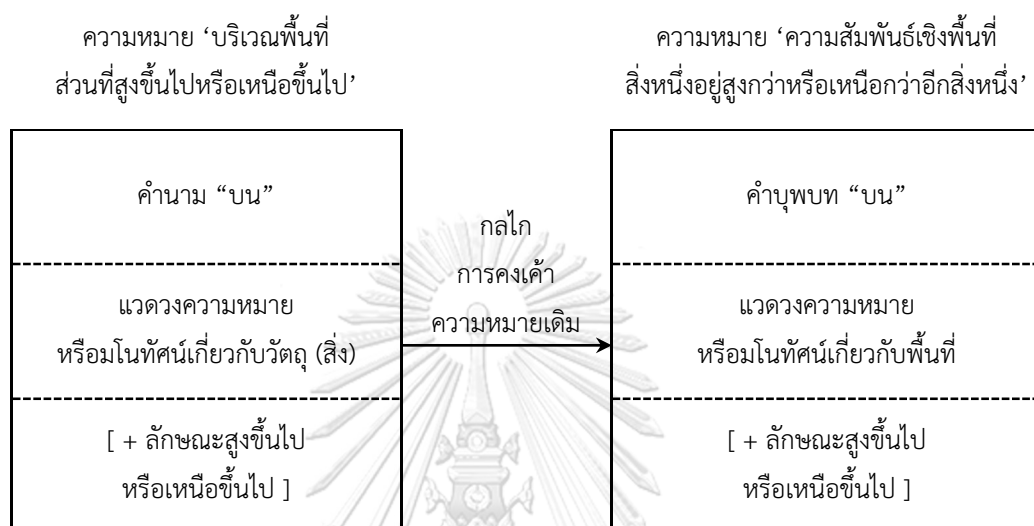 ความหมาย ‘บริเวณพื้นที่
ส่วนที่สูงขึ้นไปหรือเหนือขึ้นไป’
ความหมาย ‘ความสัมพันธ์เชิงพื้นที่
สิ่งหนึ่งอยู่สูงกว่าหรือเหนือกว่าอีกสิ่งหนึ่ง’
คำนาม “บน”
แวดวงความหมาย
หรือมโนทัศน์เกี่ยวกับวัตถุ (สิ่ง)
[ + ลักษณะสูงขึ้นไป
หรือเหนือขึ้นไป ]
กลไก
การคงเค้า
ความหมายเดิม
คำบุพบท “บน”
แวดวงความหมาย
หรือมโนทัศน์เกี่ยวกับพื้นที่
[ + ลักษณะสูงขึ้นไป
หรือเหนือขึ้นไป ]